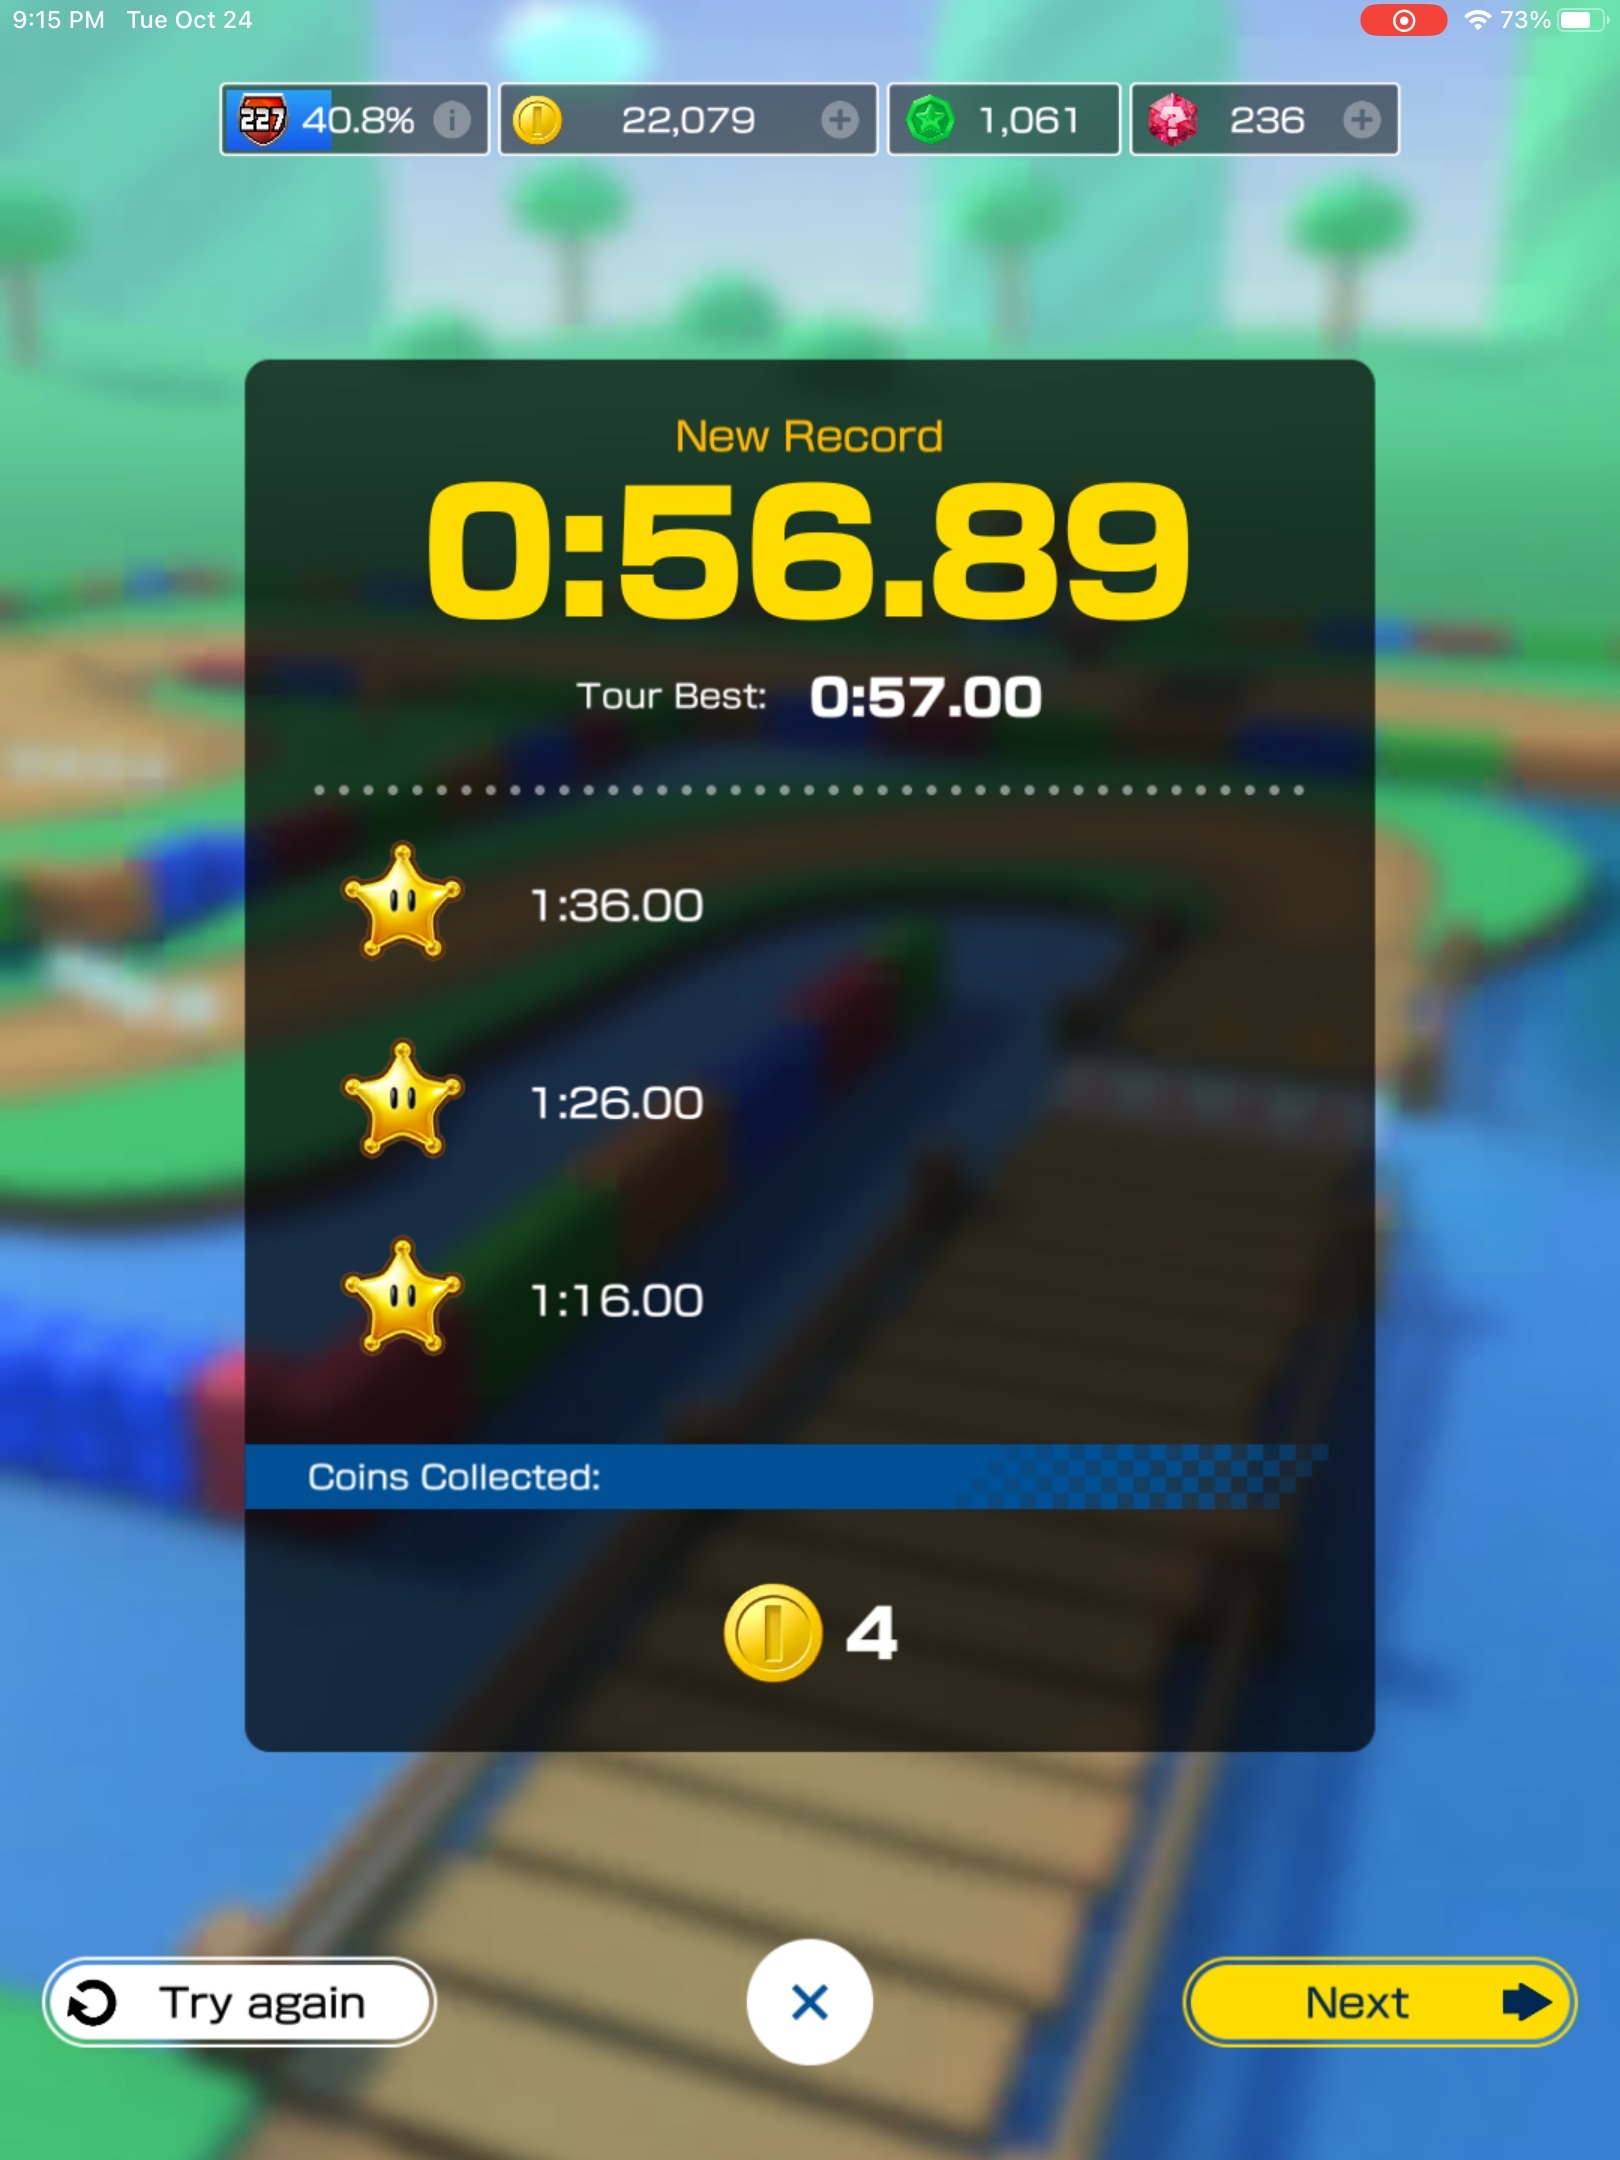 9:15 PM Tue Oct 24 73%
227 40.8% i 22,079 1,061 ? 236
New Record
0:56.89
Tour Best: 0:57.00
1:36.00
1:26.00
1:16.00
Coins Collected:
4
Try again Next